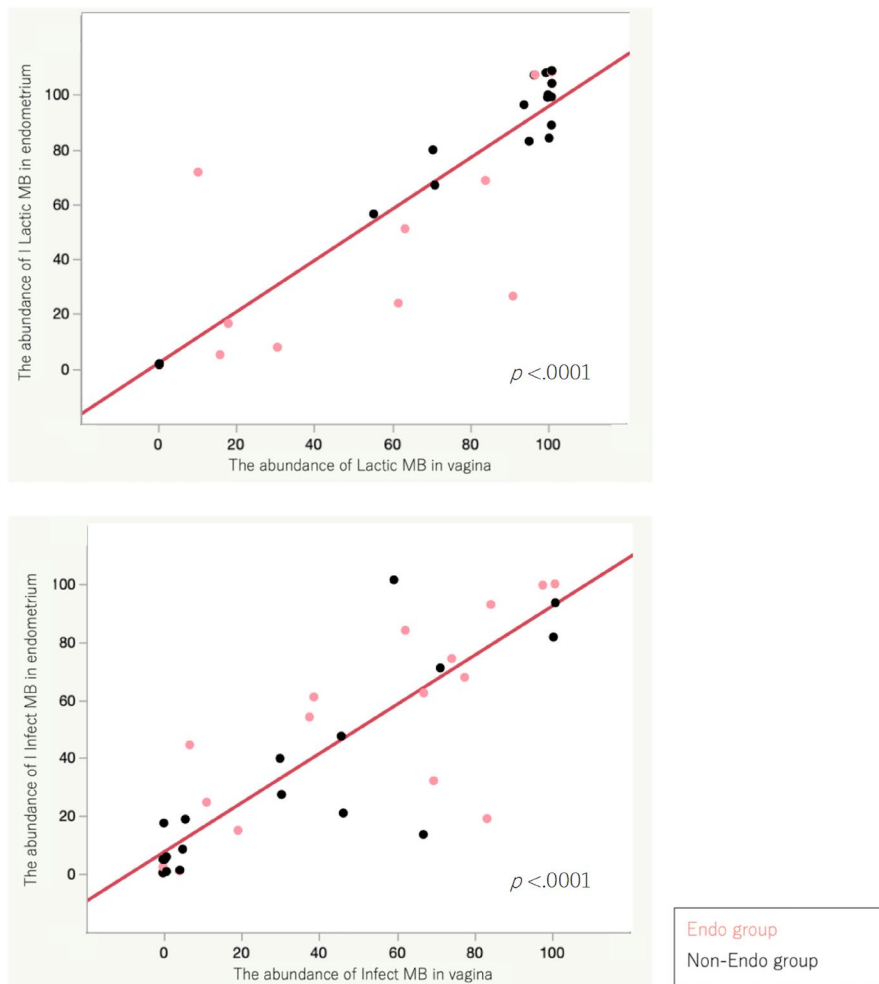 The abundance of I Lactic MB in endometrium
100
80
60
40
20
0
p <.0001
0 20 40 60 80 100
The abundance of Lactic MB in vagina
The abundance of I Infect MB in endometrium
100
80
60
40
20
0
p <.0001
0 20 40 60 80 100
The abundance of Infect MB in vagina
Endo group
Non-Endo group